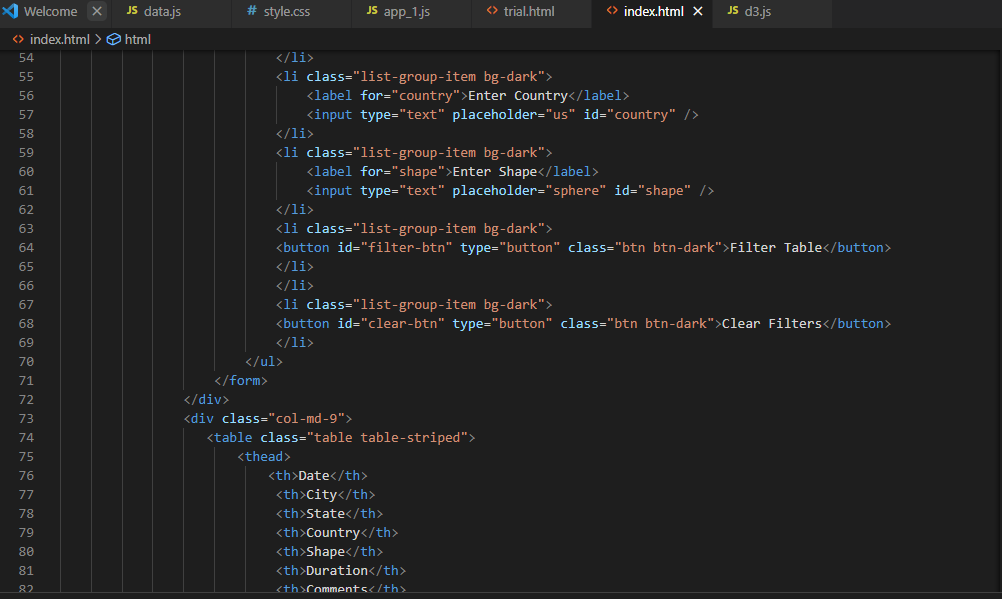 Welcome
JS data.js
# style.css
JS app_1.js
<> trial.html
<> index.html
JS d3.js
<> index.html > html
54 </li>
55 <li class="list-group-item bg-dark">
56 <label for="country">Enter Country</label>
57 <input type="text" placeholder="us" id="country" />
58 </li>
59 <li class="list-group-item bg-dark">
60 <label for="shape">Enter Shape</label>
61 <input type="text" placeholder="sphere" id="shape" />
62 </li>
63 <li class="list-group-item bg-dark">
64 <button id="filter-btn" type="button" class="btn btn-dark">Filter Table</button>
65 </li>
66 </li>
67 <li class="list-group-item bg-dark">
68 <button id="clear-btn" type="button" class="btn btn-dark">Clear Filters</button>
69 </li>
70 </ul>
71 </form>
72 </div>
73 <div class="col-md-9">
74 <table class="table table-striped">
75 <thead>
76 <th>Date</th>
77 <th>City</th>
78 <th>State</th>
79 <th>Country</th>
80 <th>Shape</th>
81 <th>Duration</th>
82 <th>Comments</th>